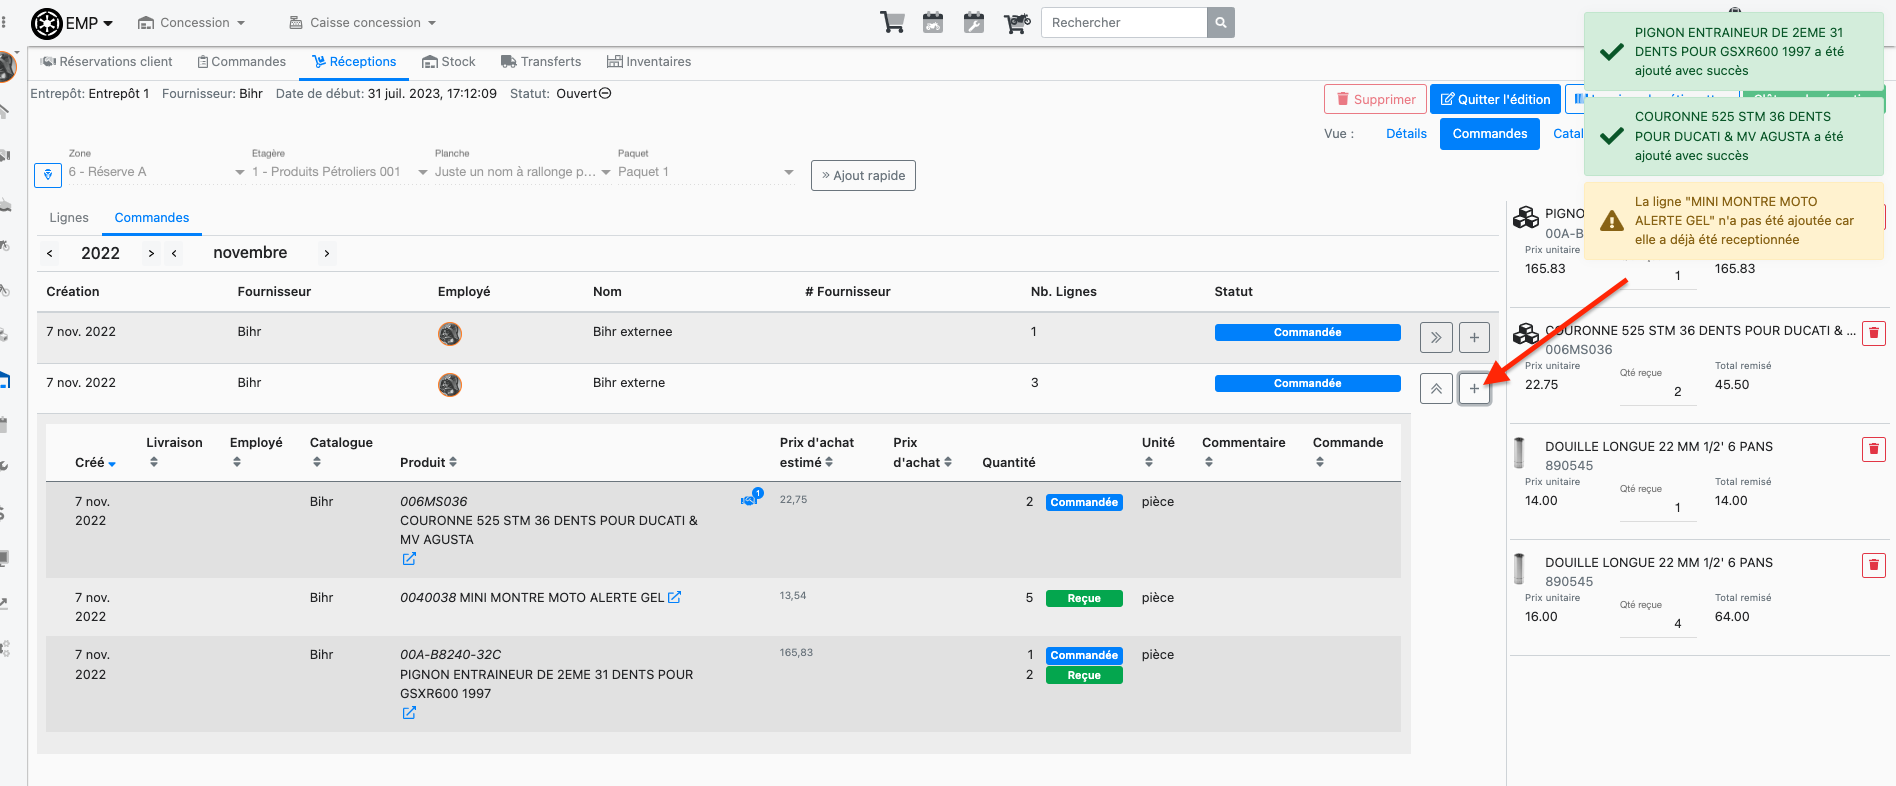 EMP Concession Caisse concession Rechercher
Réservations client Commandes Réceptions Stock Transferts Inventaires
Entrepôt: Entrepôt 1 Fournisseur: Bihr Date de début: 31 juil. 2023, 17:12:09 Statut: Ouvert
Supprimer Quitter l'édition
Vue : Détails Commandes Catal
PIGNON ENTRAINEUR DE 2EME 31
DENTS POUR GSXR600 1997 a été
ajouté avec succès
COURONNE 525 STM 36 DENTS
POUR DUCATI & MV AGUSTA a été
ajouté avec succès
La ligne "MINI MONTRE MOTO
ALERTE GEL" n'a pas été ajoutée car
elle a déjà été receptionnée
Zone Etagère Planche Paquet
6 - Réserve A 1 - Produits Pétroliers 001 Juste un nom à rallonge p... Paquet 1
» Ajout rapide
Lignes Commandes
< 2022 > < novembre >
Création Fournisseur Employé Nom # Fournisseur Nb. Lignes Statut
7 nov. 2022 Bihr Bihr externee 1 Commandée
7 nov. 2022 Bihr Bihr externe 3 Commandée
Créé Livraison Employé Catalogue Produit Prix d'achat estimé Prix d'achat Quantité Unité Commentaire Commande
7 nov. 2022 Bihr 006MS036 1 22,75 2 Commandée pièce
COURONNE 525 STM 36 DENTS POUR DUCATI &
MV AGUSTA
7 nov. 2022 Bihr 0040038 MINI MONTRE MOTO ALERTE GEL 13,54 5 Reçue pièce
7 nov. 2022 Bihr 00A-B8240-32C 165,83 1 Commandée pièce
2 Reçue
PIGNON ENTRAINEUR DE 2EME 31 DENTS POUR
GSXR600 1997
PIGNO
00A-B
Prix unitaire
165.83 1 165.83
COURONNE 525 STM 36 DENTS POUR DUCATI & ...
006MS036
Prix unitaire Qté reçue Total remisé
22.75 2 45.50
DOUILLE LONGUE 22 MM 1/2' 6 PANS
890545
Prix unitaire Qté reçue Total remisé
14.00 1 14.00
DOUILLE LONGUE 22 MM 1/2' 6 PANS
890545
Prix unitaire Qté reçue Total remisé
16.00 4 64.00